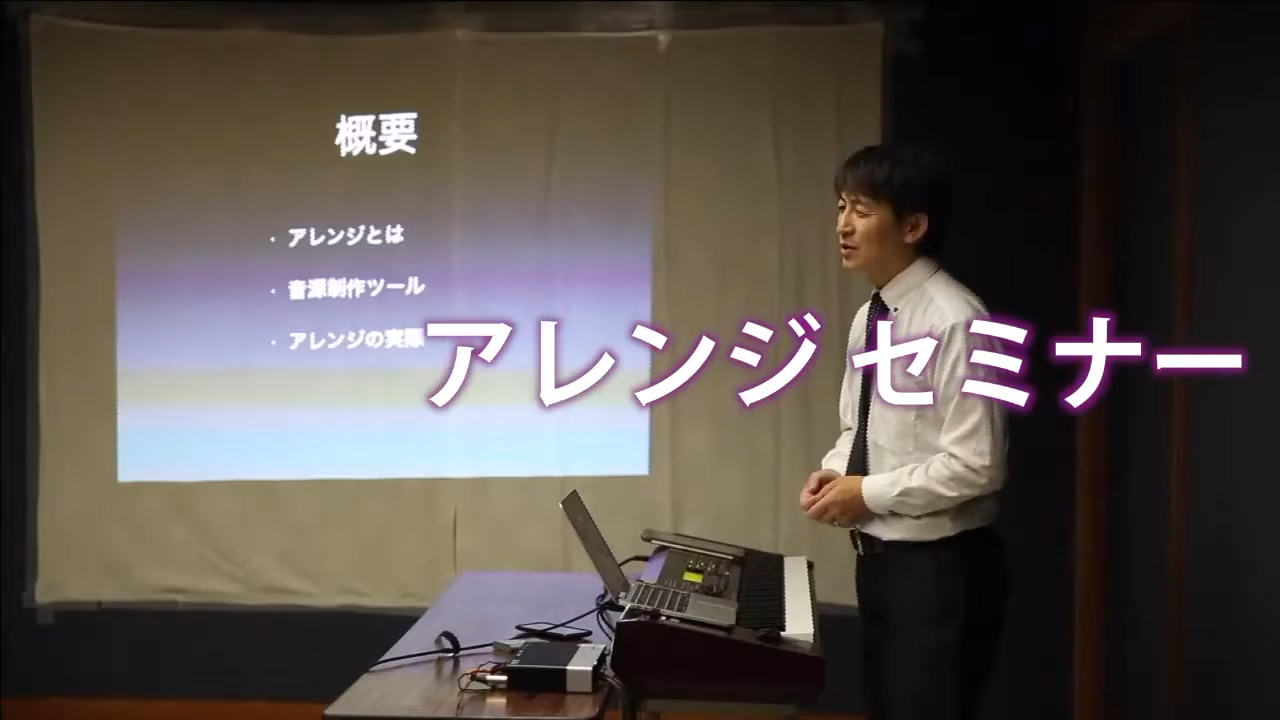 概要
・アレンジとは
・音源制作ツール
・アレンジの実際
アレンジ セミナー